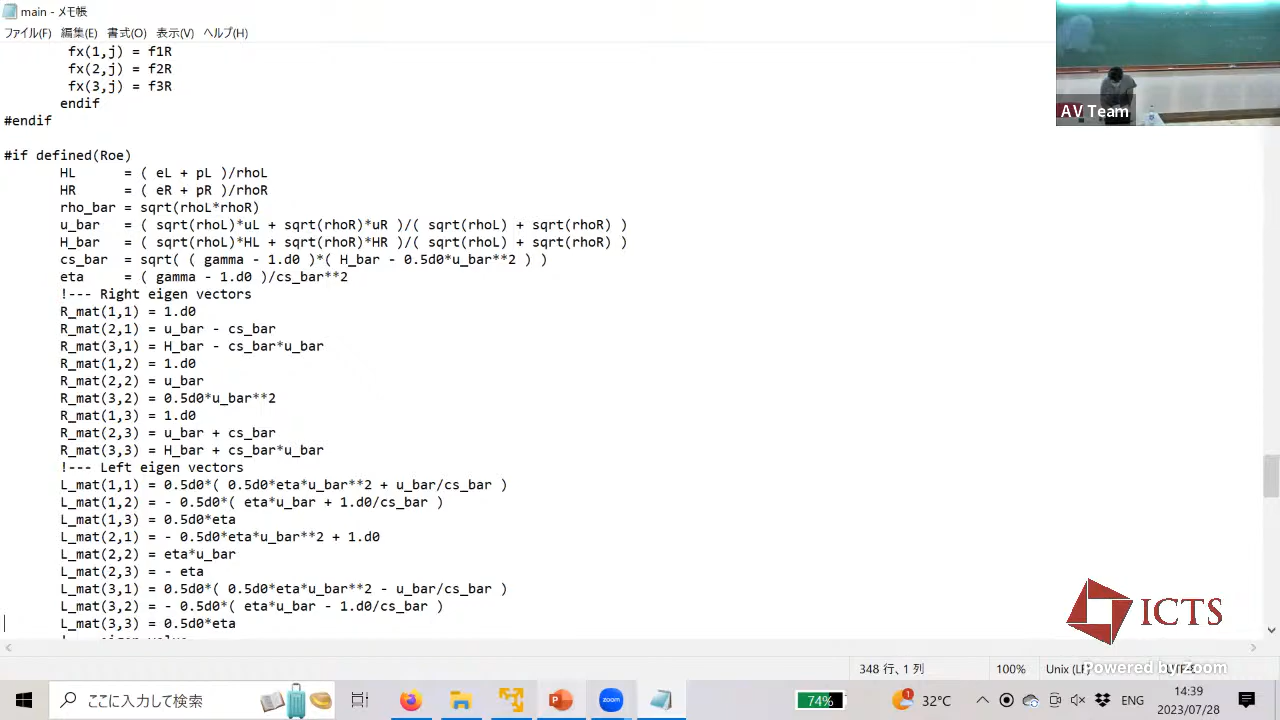 main - メモ帳
ファイル(F) 編集(E) 書式(O) 表示(V) ヘルプ(H)
fx(1,j) = f1R
fx(2,j) = f2R
fx(3,j) = f3R
endif
#endif
#if defined(Roe)
HL = ( eL + pL )/rhoL
HR = ( eR + pR )/rhoR
rho_bar = sqrt(rhoL*rhoR)
u_bar = ( sqrt(rhoL)*uL + sqrt(rhoR)*uR )/( sqrt(rhoL) + sqrt(rhoR) )
H_bar = ( sqrt(rhoL)*HL + sqrt(rhoR)*HR )/( sqrt(rhoL) + sqrt(rhoR) )
cs_bar = sqrt( ( gamma - 1.d0 )*( H_bar - 0.5d0*u_bar**2 ) )
eta = ( gamma - 1.d0 )/cs_bar**2
!--- Right eigen vectors
R_mat(1,1) = 1.d0
R_mat(2,1) = u_bar - cs_bar
R_mat(3,1) = H_bar - cs_bar*u_bar
R_mat(1,2) = 1.d0
R_mat(2,2) = u_bar
R_mat(3,2) = 0.5d0*u_bar**2
R_mat(1,3) = 1.d0
R_mat(2,3) = u_bar + cs_bar
R_mat(3,3) = H_bar + cs_bar*u_bar
!--- Left eigen vectors
L_mat(1,1) = 0.5d0*( 0.5d0*eta*u_bar**2 + u_bar/cs_bar )
L_mat(1,2) = - 0.5d0*( eta*u_bar + 1.d0/cs_bar )
L_mat(1,3) = 0.5d0*eta
L_mat(2,1) = - 0.5d0*eta*u_bar**2 + 1.d0
L_mat(2,2) = eta*u_bar
L_mat(2,3) = - eta
L_mat(3,1) = 0.5d0*( 0.5d0*eta*u_bar**2 - u_bar/cs_bar )
L_mat(3,2) = - 0.5d0*( eta*u_bar - 1.d0/cs_bar )
L_mat(3,3) = 0.5d0*eta
AV Team
ICTS
Powered by Zoom
348 行、1 列 100% Unix (LF)
ここに入力して検索
zoom
74%
1
32°C
ENG
14:39
2023/07/28